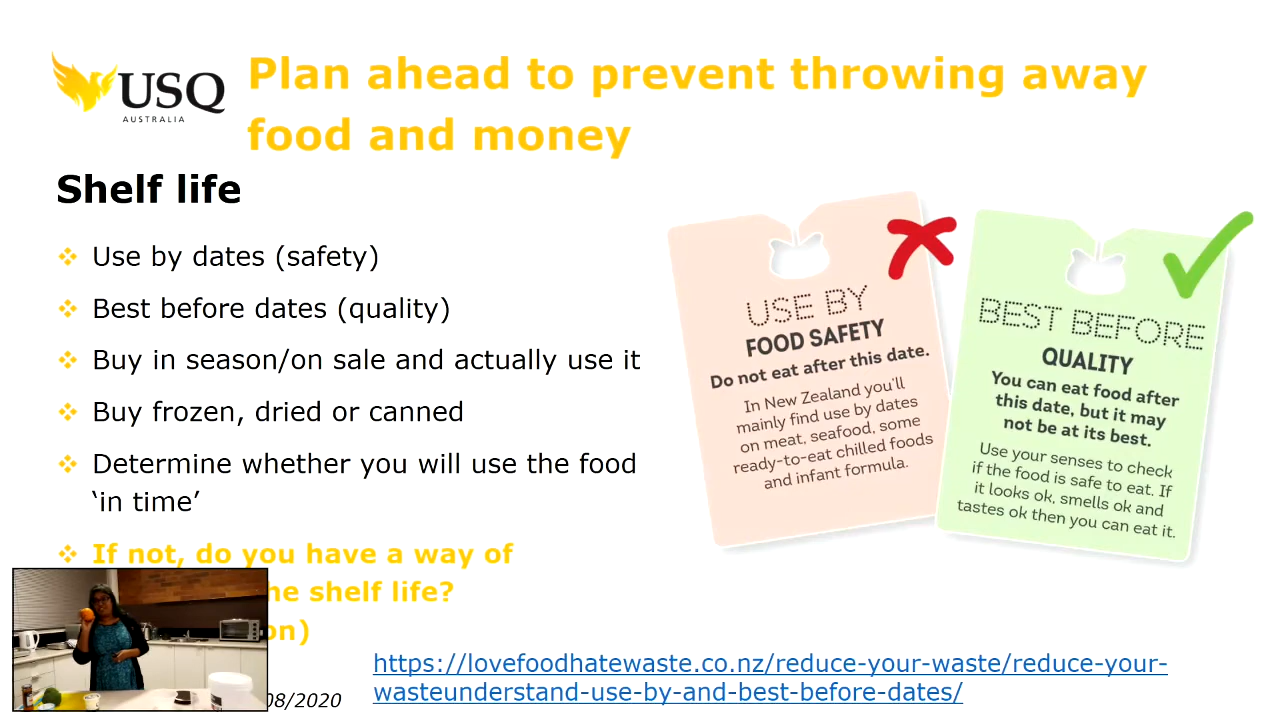 USQ
AUSTRALIA
Plan ahead to prevent throwing away
food and money
Shelf life
Use by dates (safety)
Best before dates (quality)
Buy in season/on sale and actually use it
Buy frozen, dried or canned
Determine whether you will use the food
‘in time’
If not, do you have a way of
he shelf life?
on)
08/2020
USE BY
FOOD SAFETY
Do not eat after this date.
In New Zealand you'll
mainly find use by dates
on meat, seafood, some
ready-to-eat chilled foods
and infant formula.
BEST BEFORE
QUALITY
You can eat food after
this date, but it may
not be at its best.
Use your senses to check
if the food is safe to eat. If
it looks ok, smells ok and
tastes ok then you can eat it.
https://lovefoodhatewaste.co.nz/reduce-your-waste/reduce-your-
wasteunderstand-use-by-and-best-before-dates/